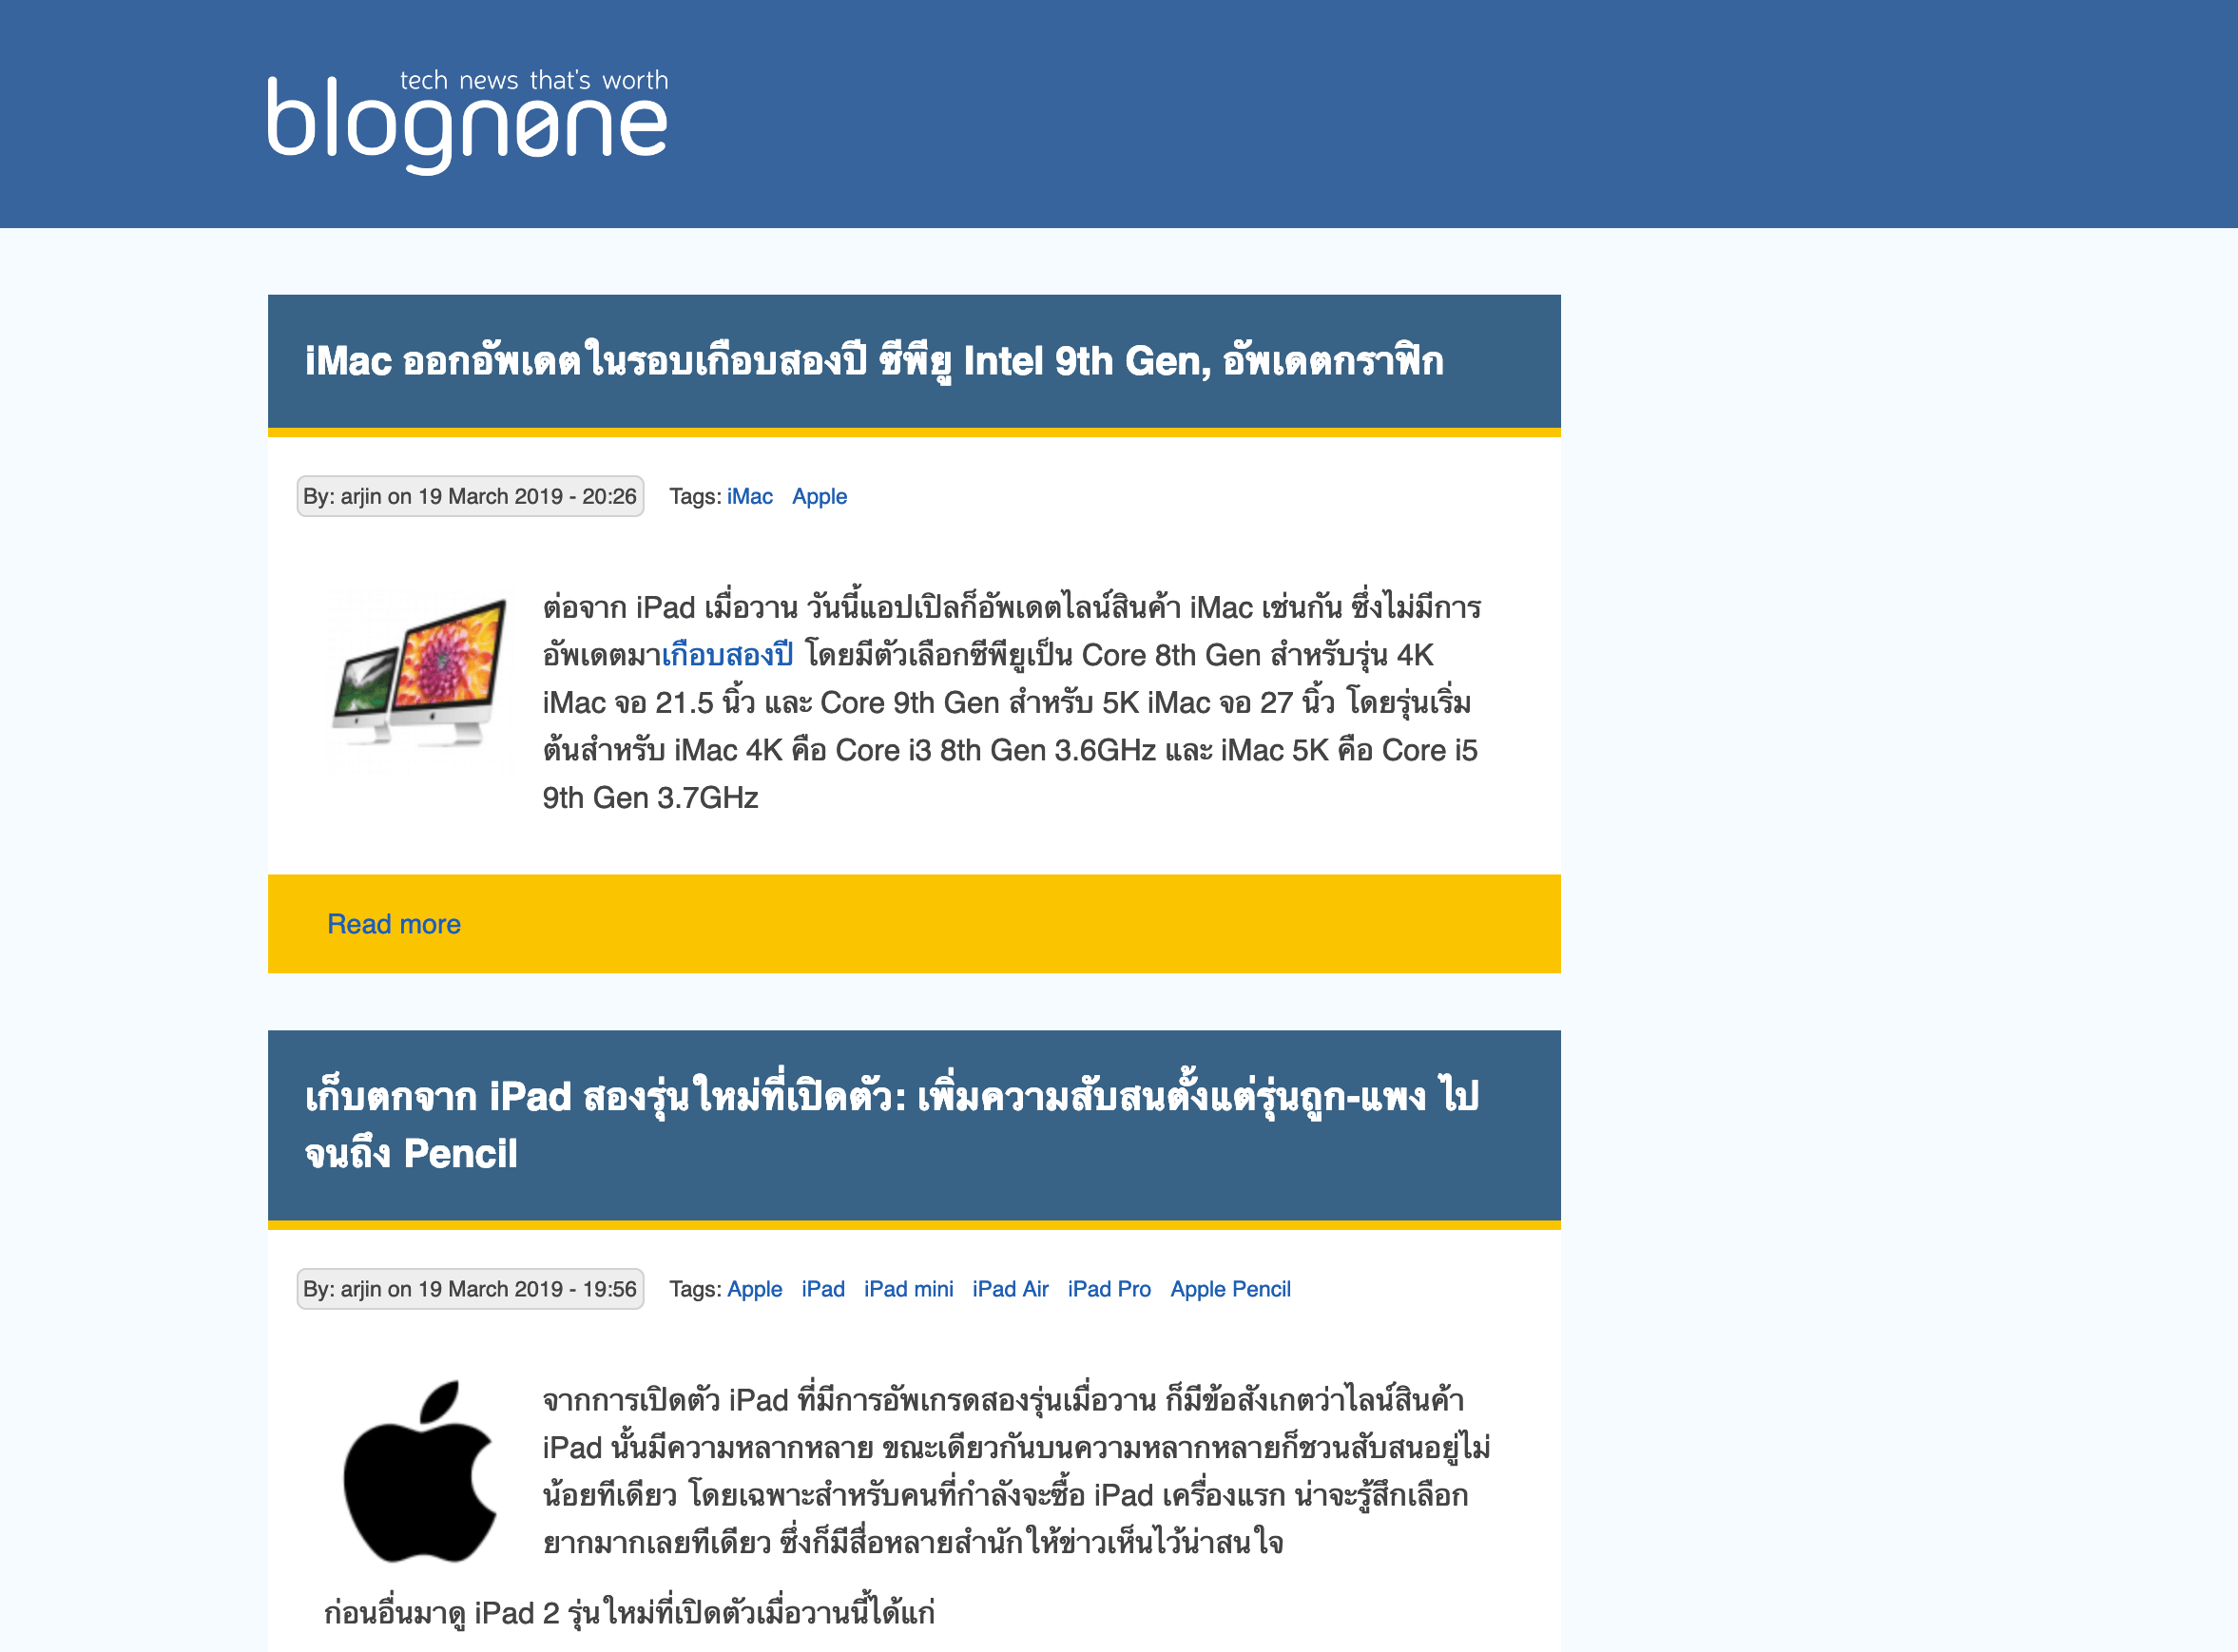 tech news that's worth
blognone
iMac ออกอัพเดตในรอบเกือบสองปี ซีพียู Intel 9th Gen, อัพเดตกราฟิก
By: arjin on 19 March 2019 - 20:26 Tags: iMac Apple
ต่อจาก iPad เมื่อวาน วันนี้แอปเปิลก็อัพเดตไลน์สินค้า iMac เช่นกัน ซึ่งไม่มีการ
อัพเดตมาเกือบสองปี โดยมีตัวเลือกซีพียูเป็น Core 8th Gen สำหรับรุ่น 4K
iMac จอ 21.5 นิ้ว และ Core 9th Gen สำหรับ 5K iMac จอ 27 นิ้ว โดยรุ่นเริ่ม
ต้นสำหรับ iMac 4K คือ Core i3 8th Gen 3.6GHz และ iMac 5K คือ Core i5
9th Gen 3.7GHz
Read more
เก็บตกจาก iPad สองรุ่นใหม่ที่เปิดตัว: เพิ่มความสับสนตั้งแต่รุ่นถูก-แพง ไป
จนถึง Pencil
By: arjin on 19 March 2019 - 19:56 Tags: Apple iPad iPad mini iPad Air iPad Pro Apple Pencil
จากการเปิดตัว iPad ที่มีการอัพเกรดสองรุ่นเมื่อวาน ก็มีข้อสังเกตว่าไลน์สินค้า
iPad นั้นมีความหลากหลาย ขณะเดียวกันบนความหลากหลายก็ชวนสับสนอยู่ไม่
น้อยทีเดียว โดยเฉพาะสำหรับคนที่กำลังจะซื้อ iPad เครื่องแรก น่าจะรู้สึกเลือก
ยากมากเลยทีเดียว ซึ่งก็มีสื่อหลายสำนักให้ข่าวเห็นไว้น่าสนใจ
ก่อนอื่นมาดู iPad 2 รุ่นใหม่ที่เปิดตัวเมื่อวานนี้ได้แก่